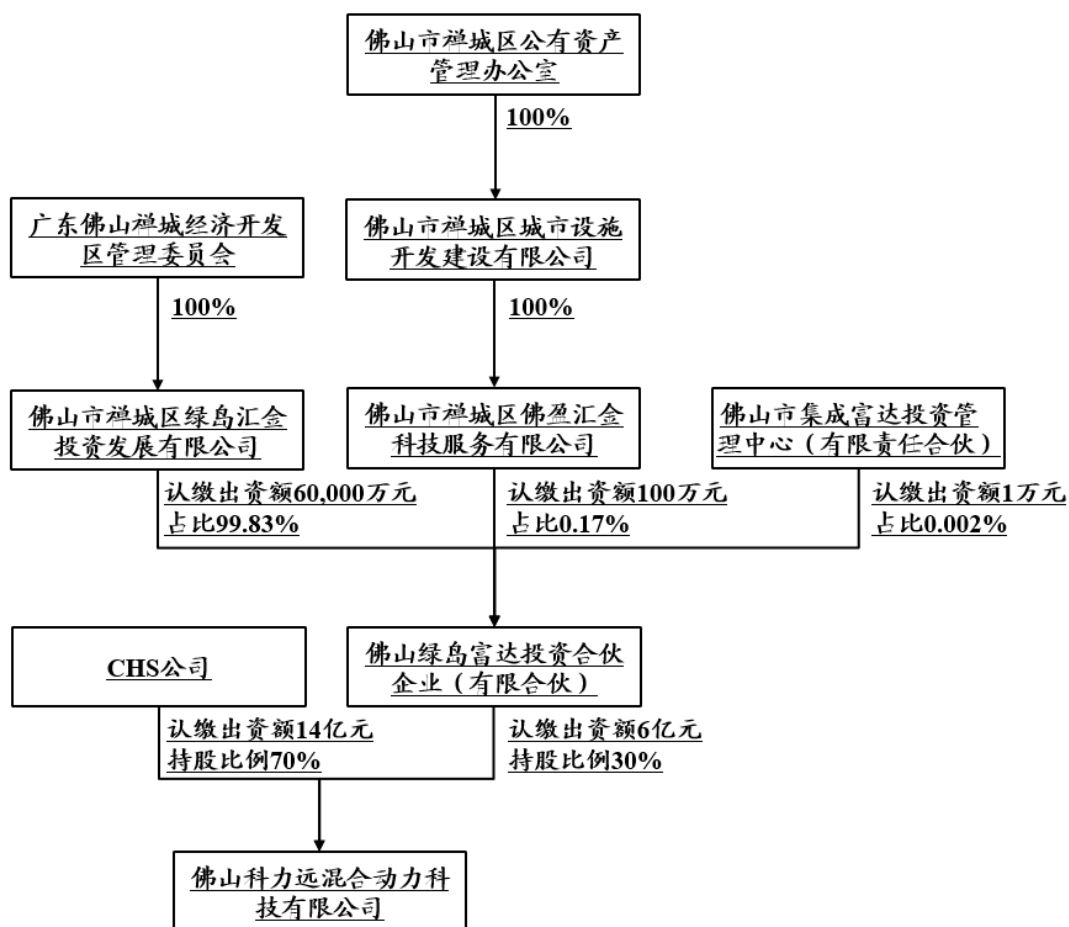 佛山市禅城区公有资产
管理办公室
100%
广东佛山禅城经济开发
区管理委员会
佛山市禅城区城市设施
开发建设有限公司
100%
100%
佛山市禅城区绿岛汇金
投资发展有限公司
佛山市禅城区佛盈汇金
科技服务有限公司
佛山市集成富达投资管
理中心（有限责任合伙）
认缴出资额60,000万元
占比99.83%
认缴出资额100万元
占比0.17%
认缴出资额1万元
占比0.002%
CHS公司
佛山绿岛富达投资合伙
企业（有限合伙）
认缴出资额14亿元
持股比例70%
认缴出资额6亿元
持股比例30%
佛山科力远混合动力科
技有限公司